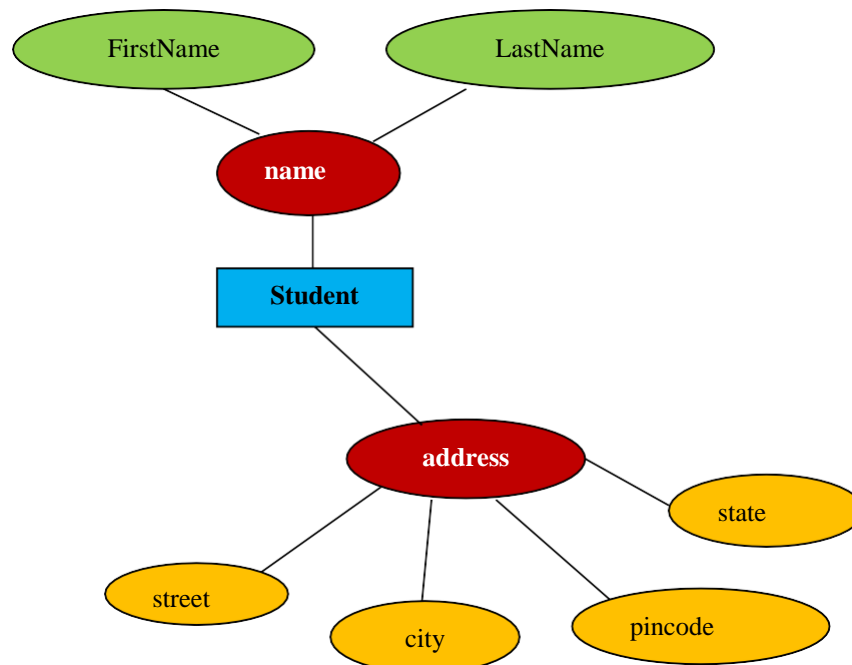 FirstName
LastName
name
Student
address
state
street
city
pincode